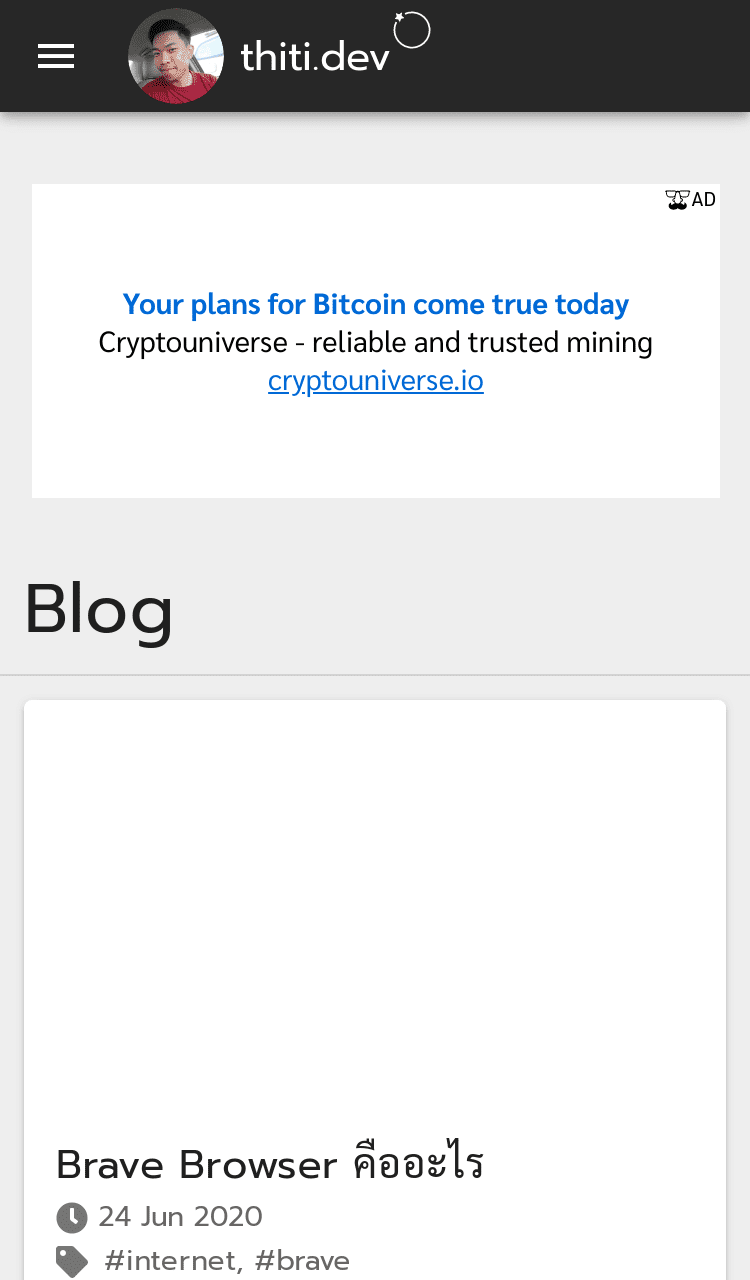 thiti.dev
AD
Your plans for Bitcoin come true today
Cryptouniverse - reliable and trusted mining
cryptouniverse.io
Blog
Brave Browser คืออะไร
24 Jun 2020
#internet, #brave